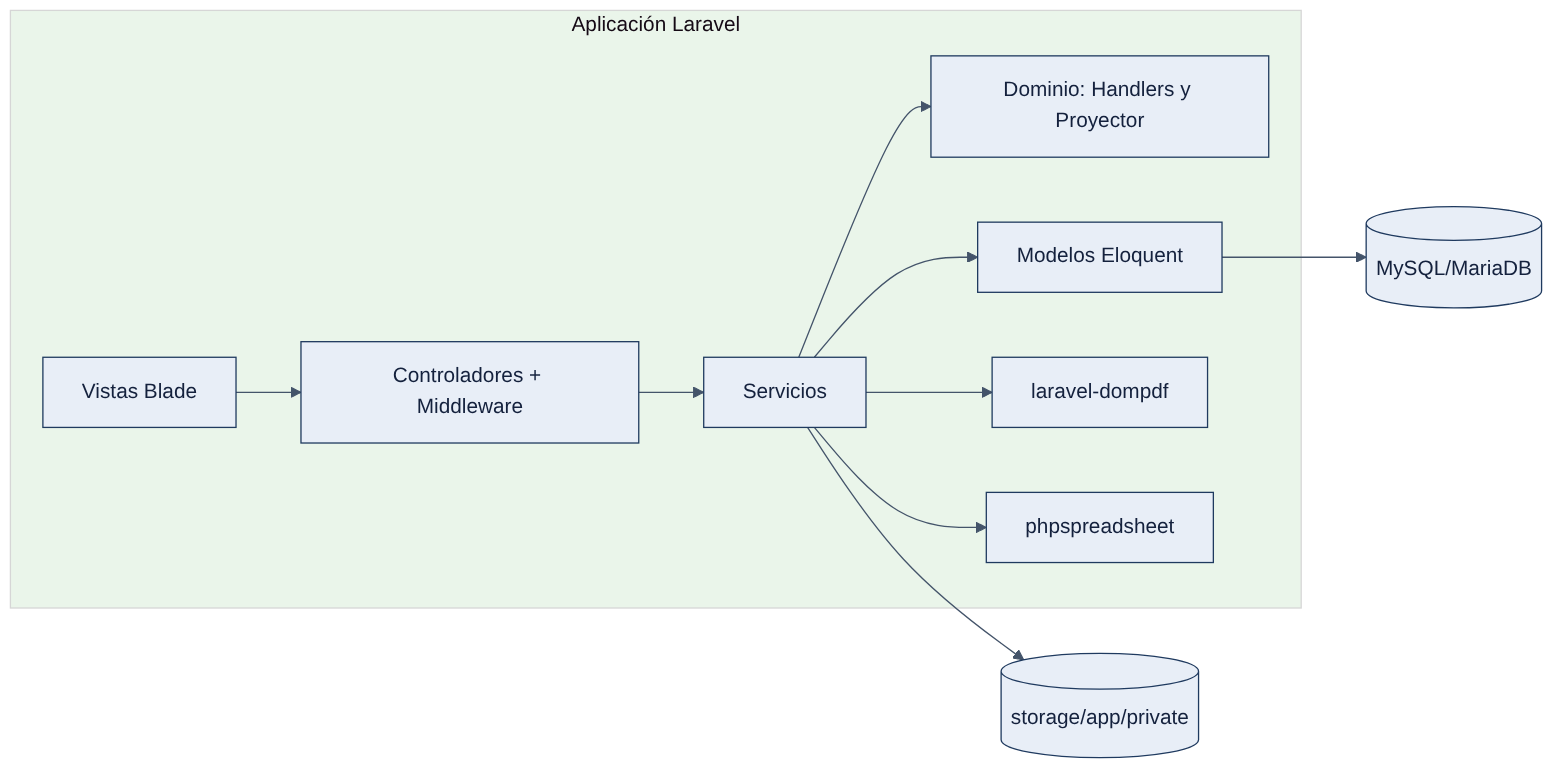 Aplicación Laravel
Dominio: Handlers y
Proyector
Modelos Eloquent
MySQL/MariaDB
Vistas Blade
Controladores +
Middleware
Servicios
laravel-dompdf
phpspreadsheet
storage/app/private